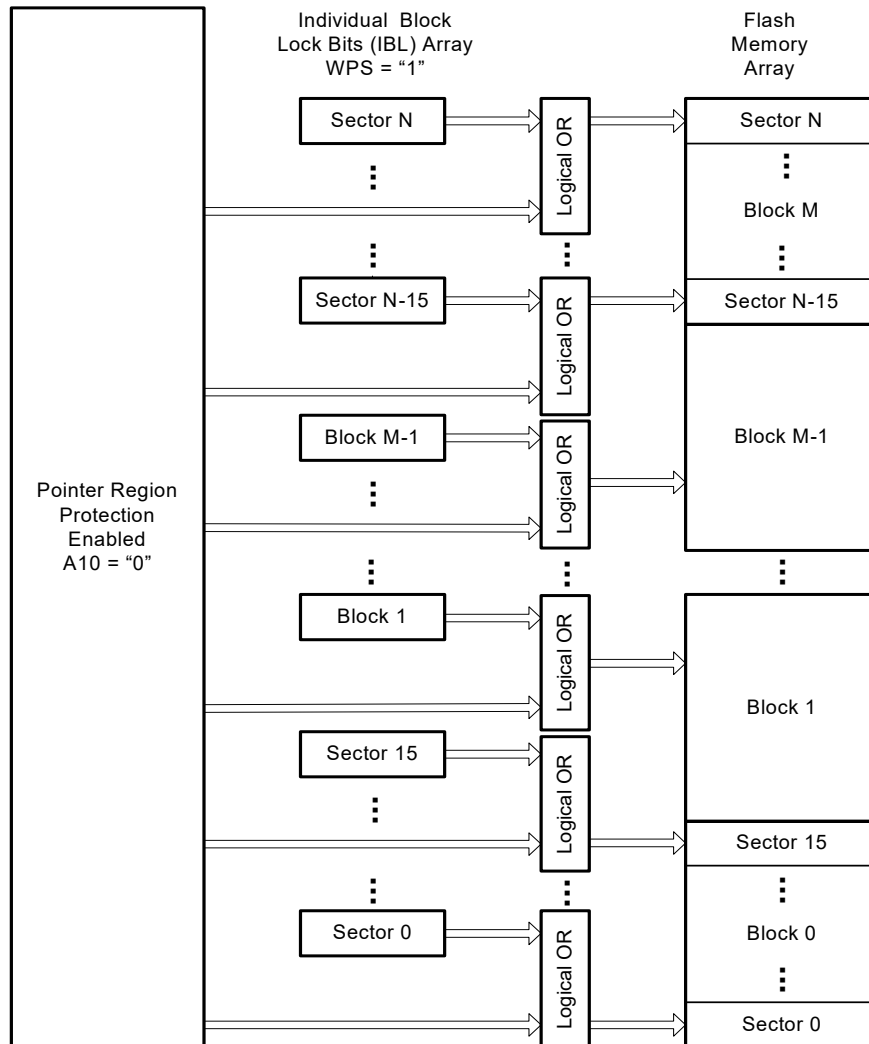 Individual Block
Lock Bits (IBL) Array
WPS = “1”
Flash
Memory
Array
Sector N
Logical OR
Sector N
Block M
Sector N-15
Logical OR
Sector N-15
Block M-1
Logical OR
Block M-1
Pointer Region
Protection
Enabled
A10 = “0”
Block 1
Logical OR
Block 1
Sector 15
Logical OR
Sector 15
Sector 0
Logical OR
Block 0
Sector 0